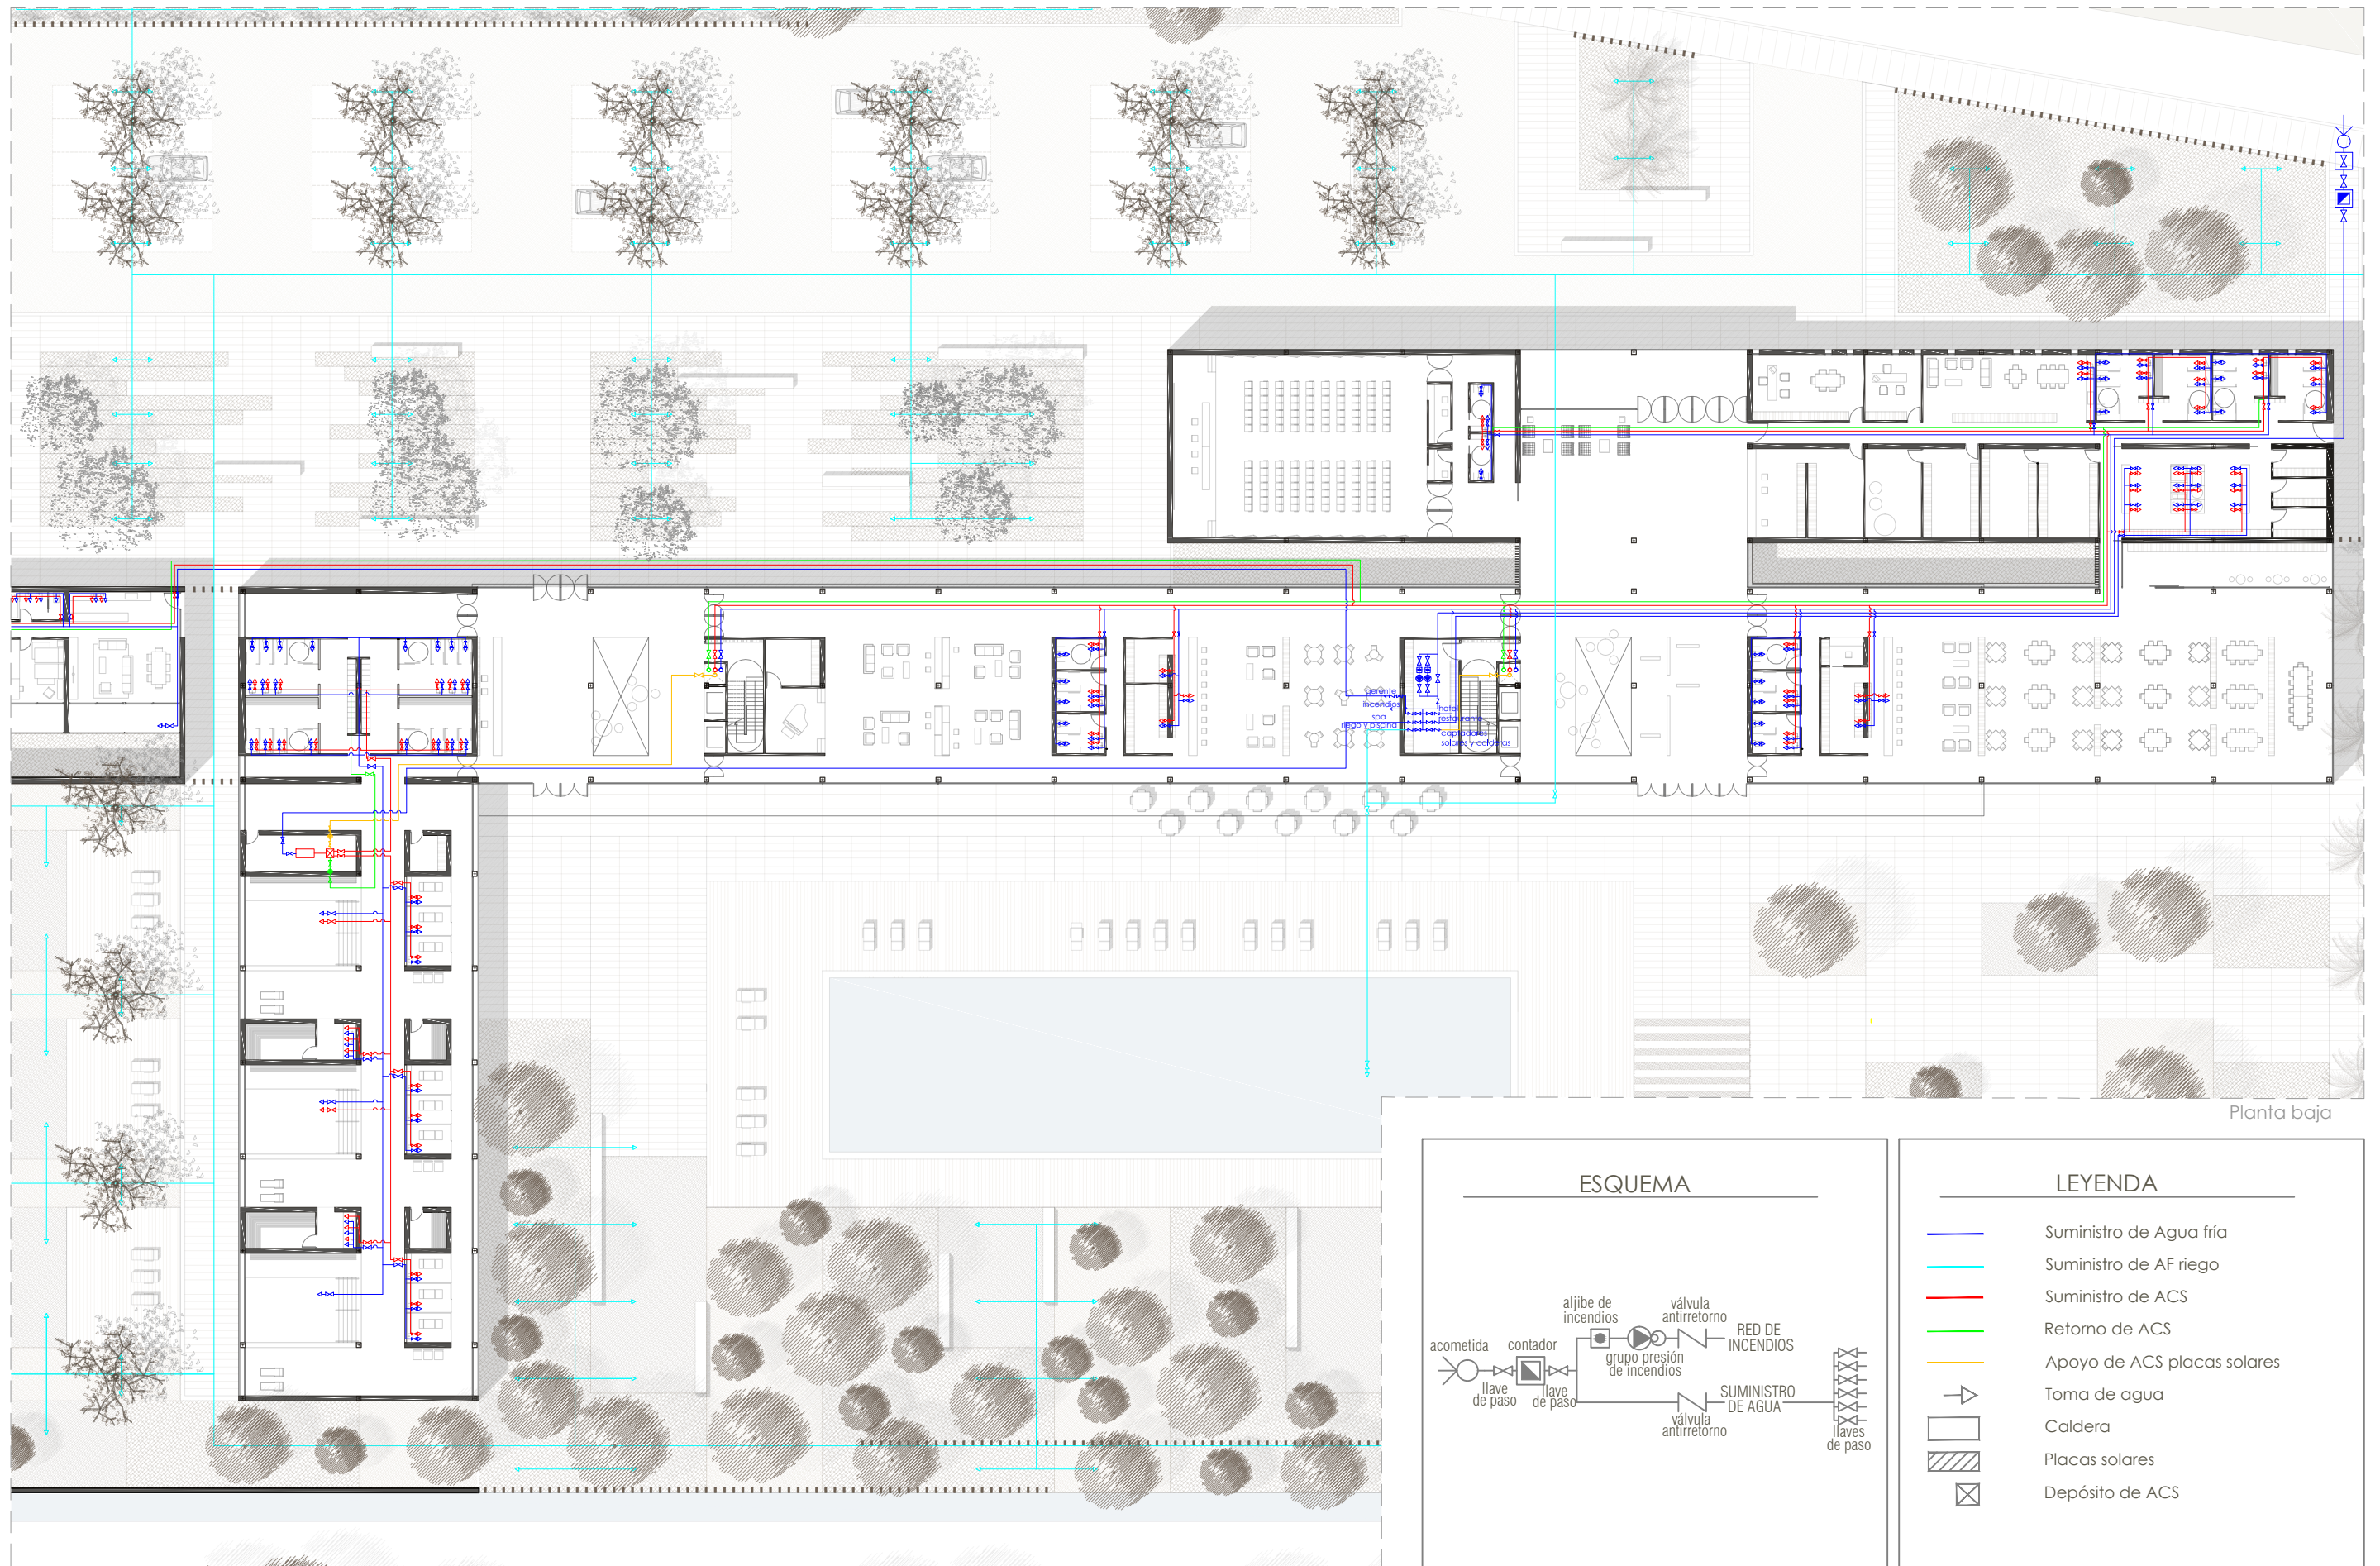 gerente
incendios
spa
riego y piscina
hotel
restaurante
captadores
solares y calderas
Planta baja
ESQUEMA
acometida
llave
de paso
contador
llave
de paso
aljibe de
incendios
grupo presión
de incendios
válvula
antirretorno
RED DE
INCENDIOS
válvula
antirretorno
SUMINISTRO
DE AGUA
llaves
de paso
LEYENDA
Suministro de Agua fría
Suministro de AF riego
Suministro de ACS
Retorno de ACS
Apoyo de ACS placas solares
Toma de agua
Caldera
Placas solares
Depósito de ACS